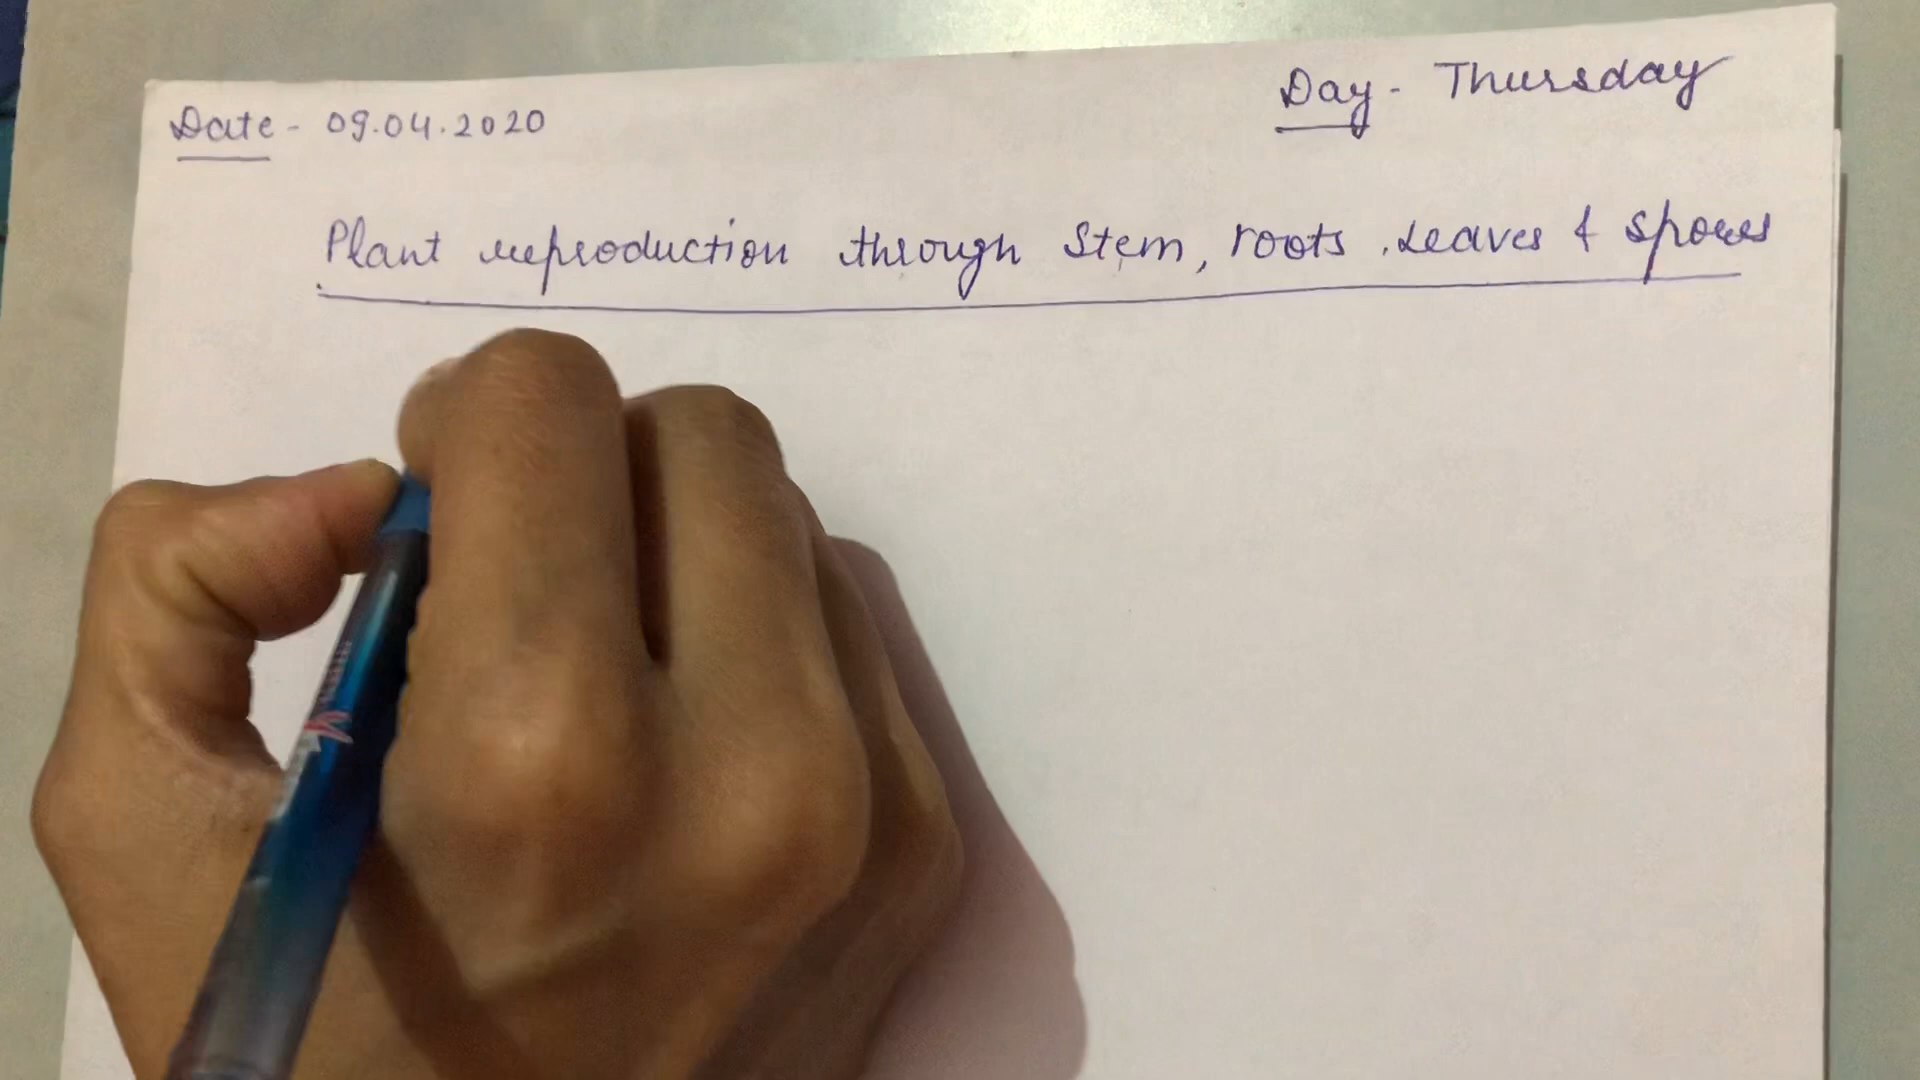 Date - 09.04.2020
Day - Thursday
Plant reproduction through Stem, roots, Leaves & Spores